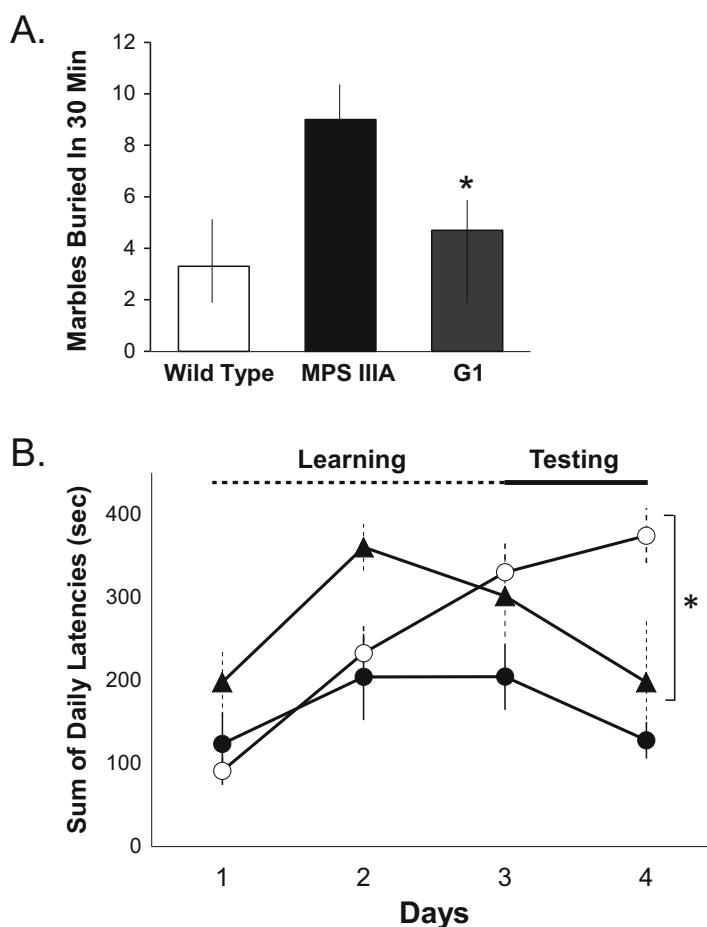 A.
Marbles Buried In 30 Min
12
10
8
6
4
2
0
*
Wild Type MPS IIIA G1
B.
Learning Testing
Sum of Daily Latencies (sec)
400
300
200
100
0
*
1 2 3 4
Days